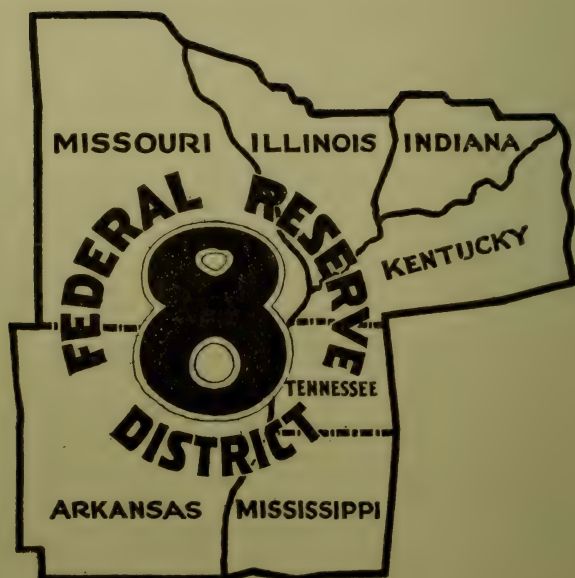 MISSOURI ILLINOIS INDIANA
FEDERAL RESERVE
KENTUCKY
8
TENNESSEE
DISTRICT
ARKANSAS MISSISSIPPI